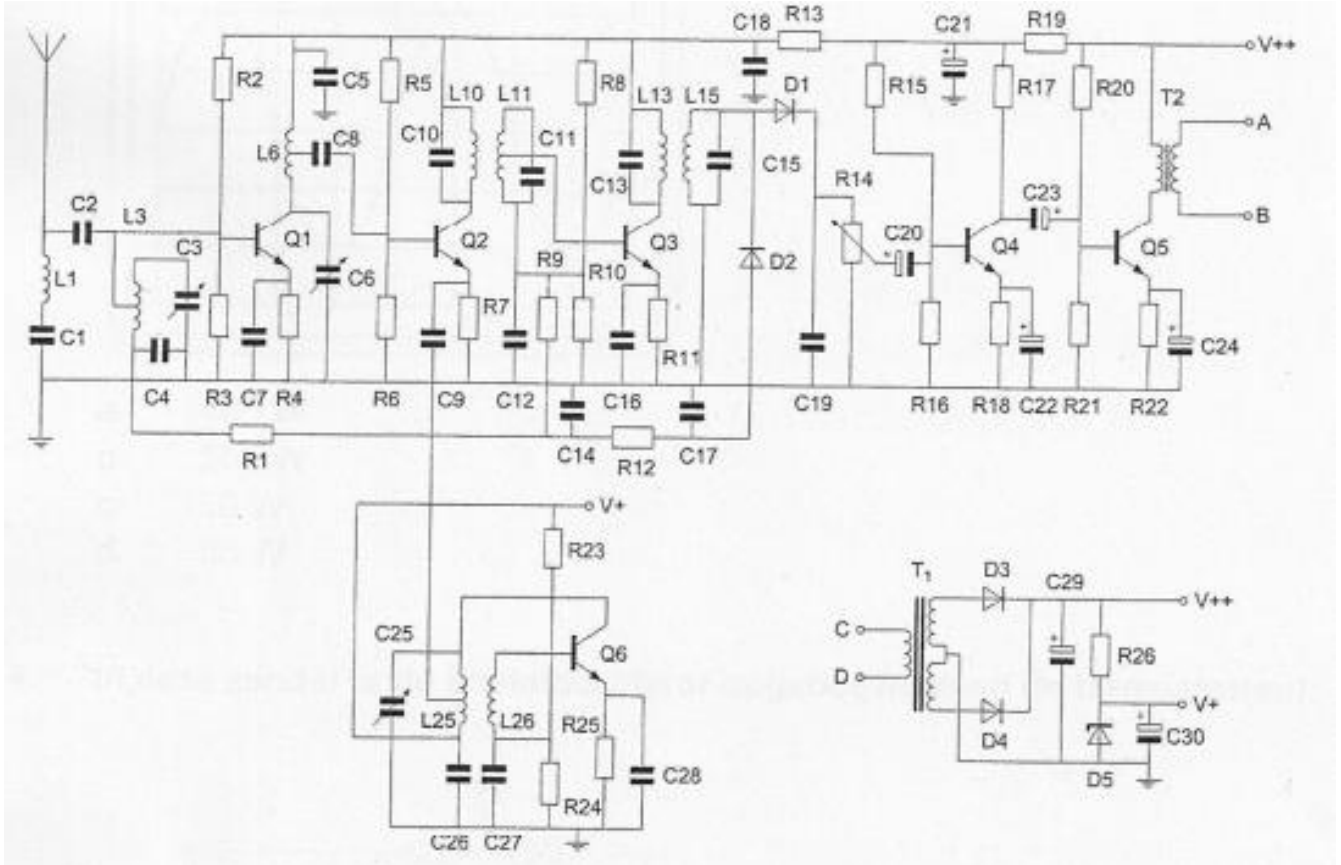 C18 R13 C21 R19
V++
R2 C5 R5 L10 L11 R8 L13 L15 D1 R15 R17 R20 T2
C8 C10 C11 A
L6 C15
C13 R14
C2 L3 C23
C3 Q1 Q2 Q3 C20 Q4 Q5 B
R9 D2
L1 C6 R10
R7
C1 R11 C24
C4 R3 C7 R4 R6 C9 C12 C16 C19 R16 R18 C22 R21 R22
R1 C14 R12 C17
V+
R23
T1 D3 C29
V++
C25 Q6 C
R26
D
L25 L26 R25 V+
D4 C30
C28
R24 D5
C26 C27
+
+
+
+
+
+
+